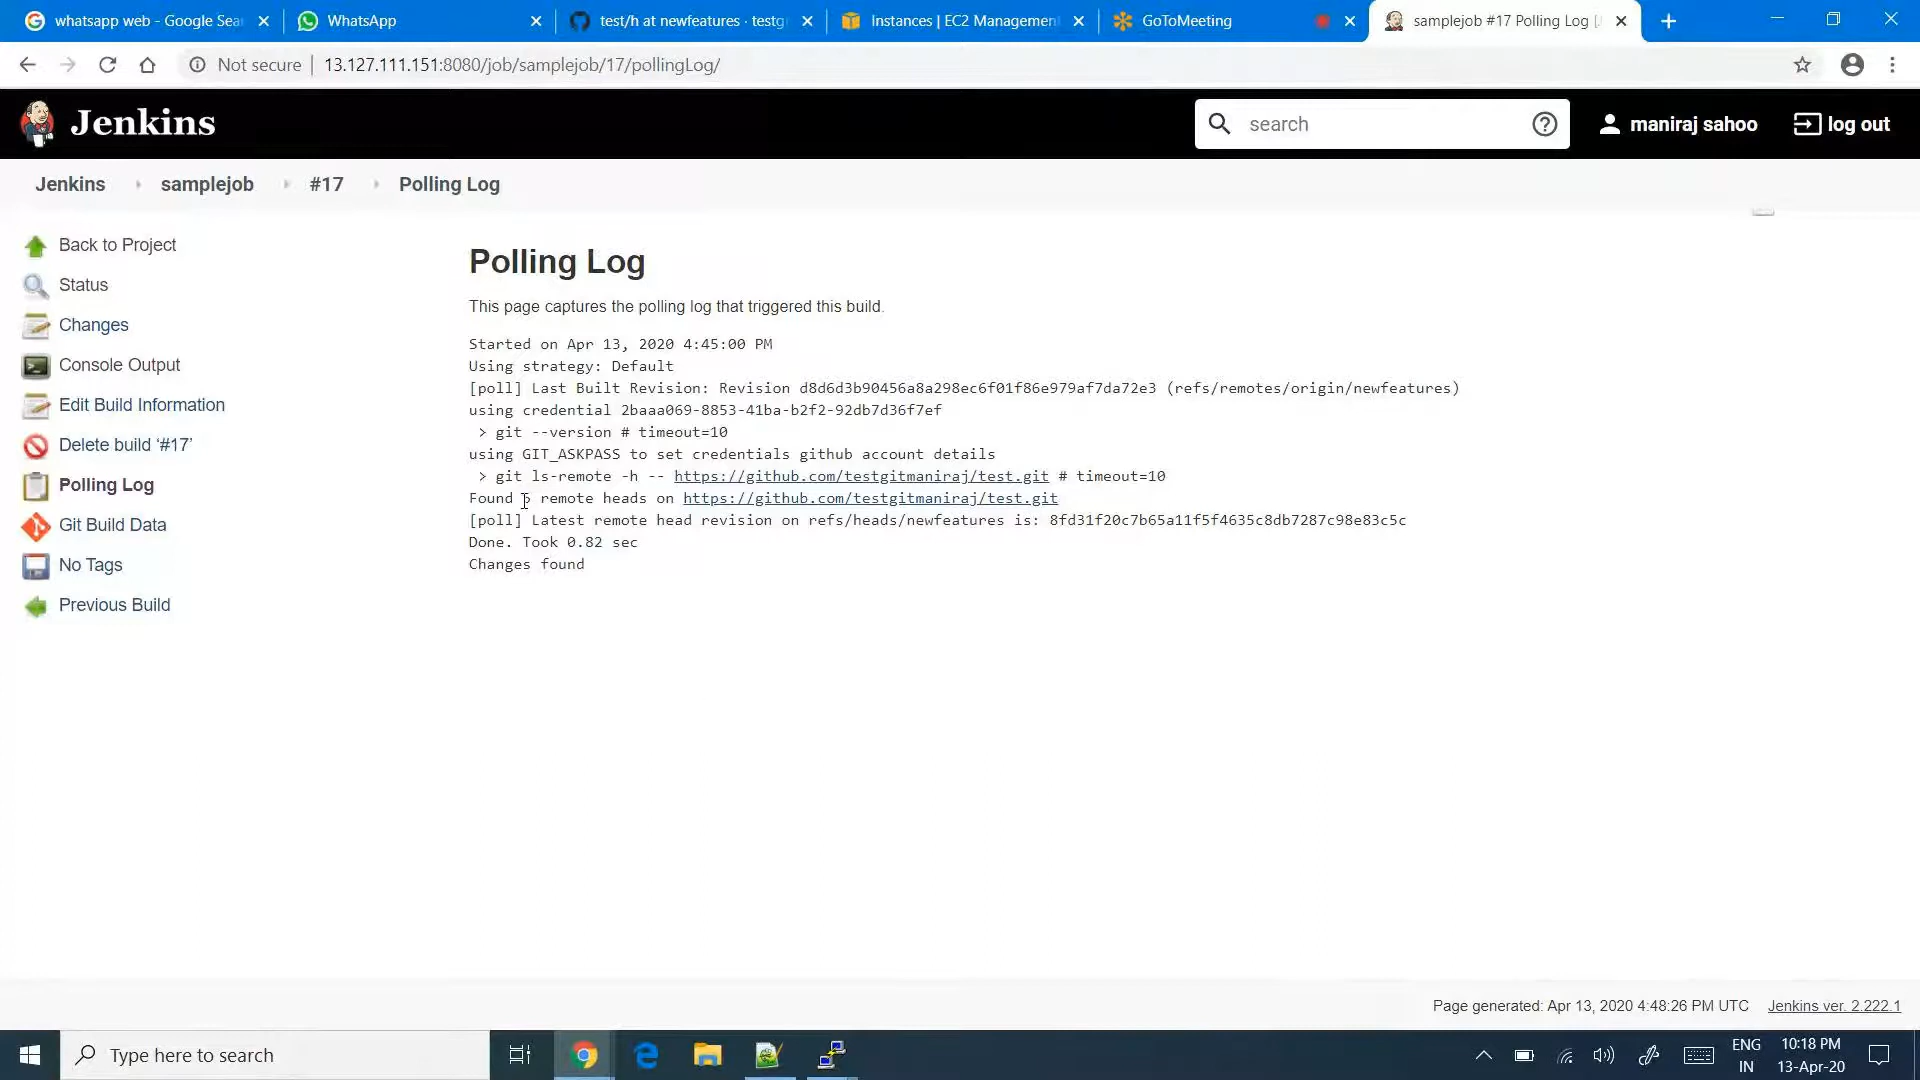 whatsapp web - Google Sea
WhatsApp
test/h at newfeatures · testg
Instances | EC2 Management
GoToMeeting
samplejob #17 Polling Log [J
Not secure
13.127.111.151:8080/job/samplejob/17/pollingLog/
Jenkins
search
maniraj sahoo
log out
Jenkins
samplejob
#17
Polling Log
Back to Project
Status
Changes
Console Output
Edit Build Information
Delete build ‘#17’
Polling Log
Git Build Data
No Tags
Previous Build
Polling Log
This page captures the polling log that triggered this build.
Started on Apr 13, 2020 4:45:00 PM
Using strategy: Default
[poll] Last Built Revision: Revision d8d6d3b90456a8a298ec6f01f86e979af7da72e3 (refs/remotes/origin/newfeatures)
using credential 2baaa069-8853-41ba-b2f2-92db7d36f7ef
> git --version # timeout=10
using GIT_ASKPASS to set credentials github account details
> git ls-remote -h -- https://github.com/testgitmaniraj/test.git # timeout=10
Found 5 remote heads on https://github.com/testgitmaniraj/test.git
[poll] Latest remote head revision on refs/heads/newfeatures is: 8fd31f20c7b65a11f5f4635c8db7287c98e83c5c
Done. Took 0.82 sec
Changes found
Page generated: Apr 13, 2020 4:48:26 PM UTC
Jenkins ver. 2.222.1
Type here to search
ENG
IN
10:18 PM
13-Apr-20